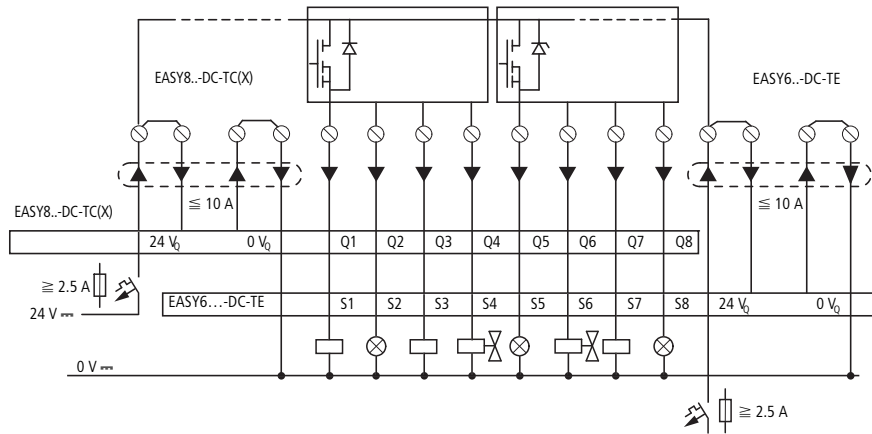 EASY8..-DC-TC(X)
EASY6..-DC-TE
≦ 10 A
≦ 10 A
EASY8..-DC-TC(X)
24 VQ 0 VQ Q1 Q2 Q3 Q4 Q5 Q6 Q7 Q8
≧ 2.5 A
EASY6...-DC-TE S1 S2 S3 S4 S5 S6 S7 S8 24 VQ 0 VQ
24 V
0 V
≧ 2.5 A